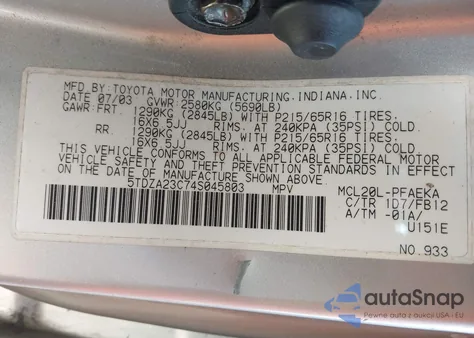 MFD.BY:TOYOTA MOTOR MANUFACTURING,INDIANA,INC.
DATE 07/03 GVWR:2580KG (5690LB)
GAWR:FRT. 1290KG (2845LB) WITH P215/65R16 TIRES,
16X6.5JJ RIMS, AT 240KPA (35PSI) COLD.
RR. 1290KG (2845LB) WITH P215/65R16 TIRES,
16X6.5JJ RIMS, AT 240KPA (35PSI) COLD.
THIS VEHICLE CONFORMS TO ALL APPLICABLE FEDERAL MOTOR
VEHICLE SAFETY AND THEFT PREVENTION STANDARDS IN EFFECT
ON THE DATE OF MANUFACTURE SHOWN ABOVE.
5TDZA23C74S045803 MPV MCL20L-PFAEKA
C/TR 1D7/FB12
A/TM -01A/
U151E
NO.933
autoSnap
Pewne auto z USA - EU